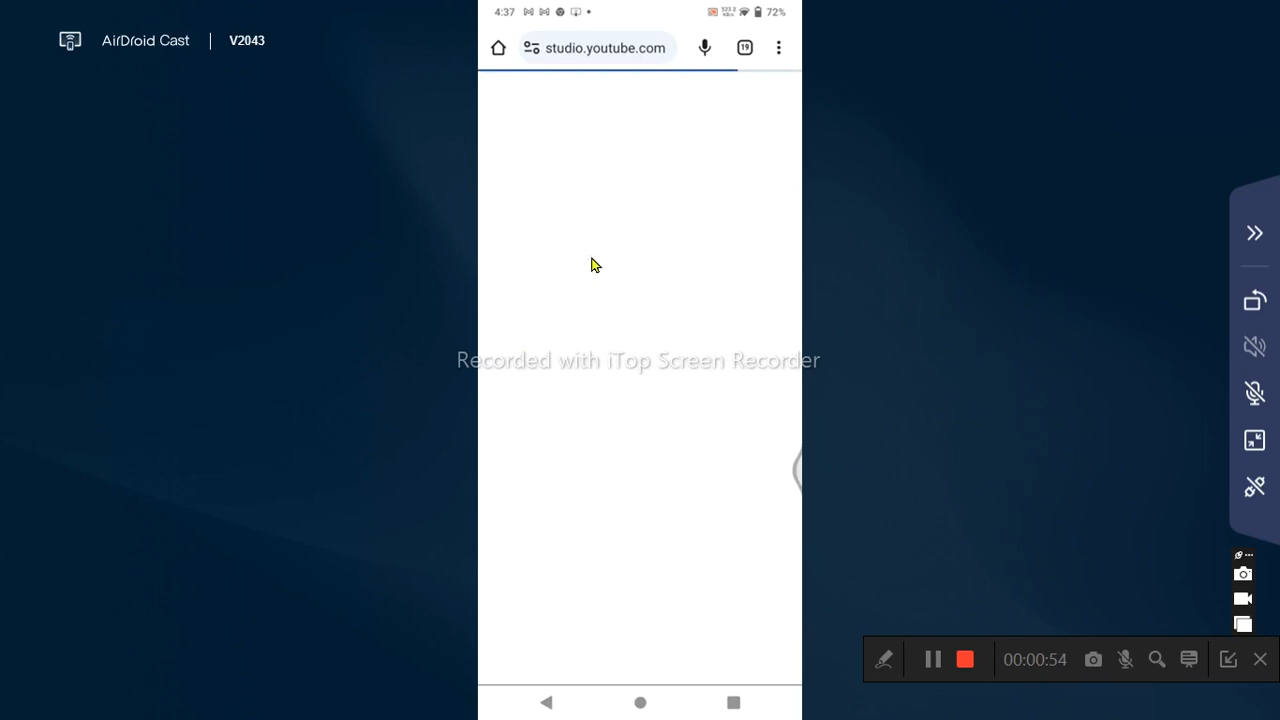 4:37
72%
AirDroid Cast | V2043
studio.youtube.com
19
Recorded with iTop Screen Recorder
00:00:54